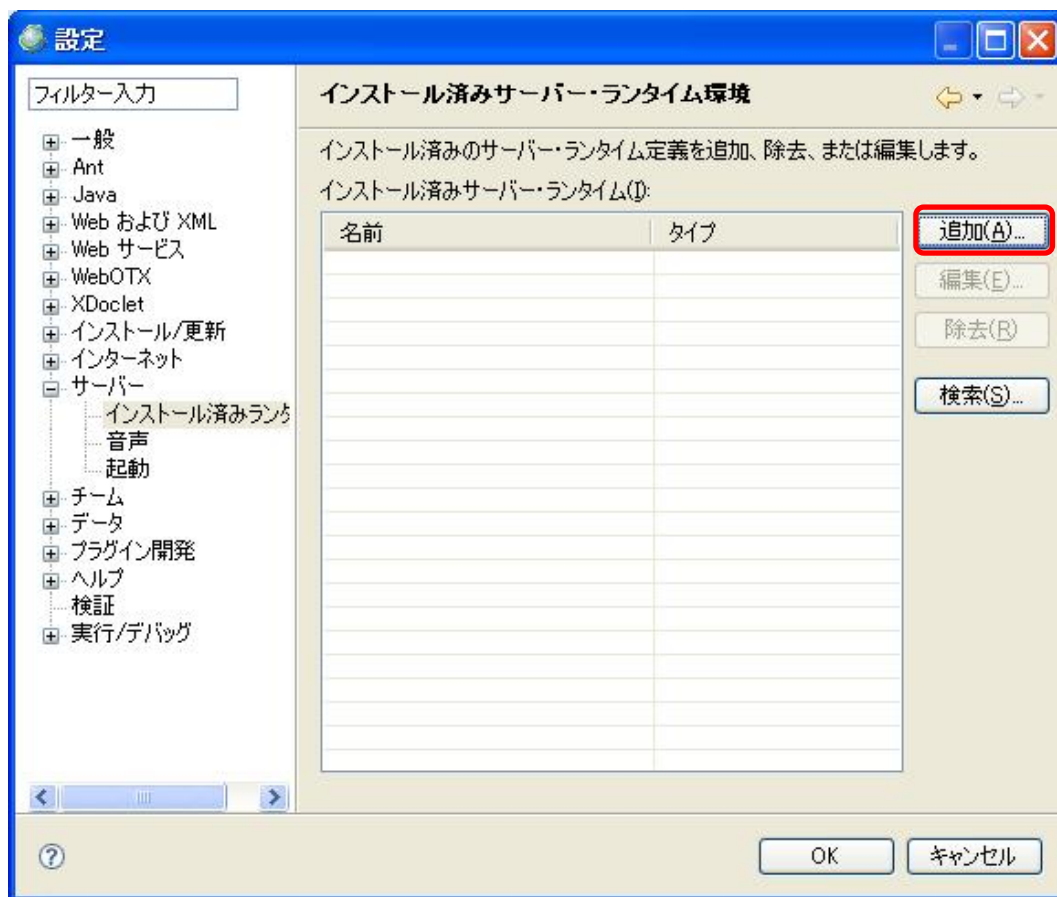 設定
フィルター入力
一般
Ant
Java
Web および XML
Web サービス
WebOTX
XDoclet
インストール/更新
インターネット
サーバー
インストール済みランタ
音声
起動
チーム
データ
プラグイン開発
ヘルプ
検証
実行/デバッグ
インストール済みサーバー・ランタイム環境
インストール済みのサーバー・ランタイム定義を追加、除去、または編集します。
インストール済みサーバー・ランタイム(I):
名前 タイプ
追加(A)...
編集(E)...
除去(R)
検索(S)...
OK キャンセル